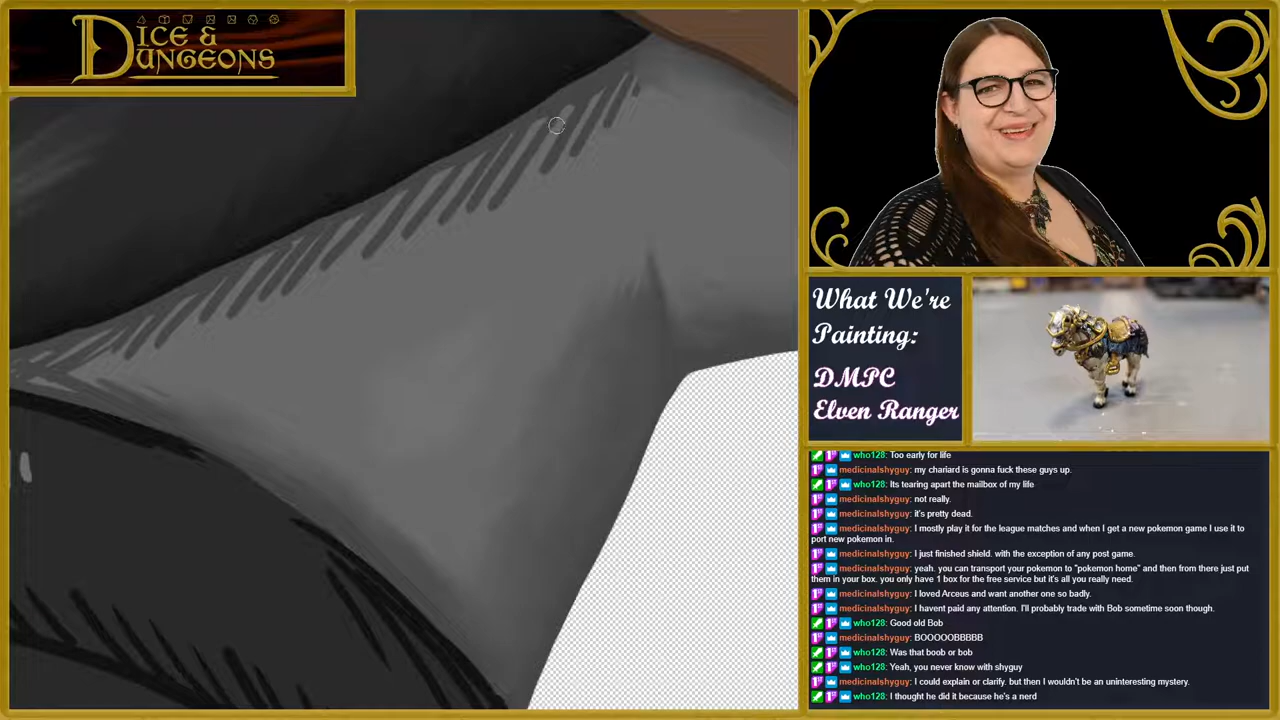 DICE &
DUNGEONS
What We're
Painting:
DMPC
Elven Ranger
who128: Too early for life
medicinalshyguy: my chariard is gonna fuck these guys up.
who128: Its tearing apart the mailbox of my life
medicinalshyguy: not really.
medicinalshyguy: it's pretty dead.
medicinalshyguy: I mostly play it for the league matches and when I get a new pokemon game I use it to
port new pokemon in.
medicinalshyguy: I just finished shield. with the exception of any post game.
medicinalshyguy: yeah. you can transport your pokemon to "pokemon home" and then from there just put
them in your box. you only have 1 box for the free service but it's all you really need.
medicinalshyguy: I loved Arceus and want another one so badly.
medicinalshyguy: I havent paid any attention. I'll probably trade with Bob sometime soon though.
who128: Good old Bob
medicinalshyguy: BOOOOOBBBBB
who128: Was that boob or bob
who128: Yeah, you never know with shyguy
medicinalshyguy: I could explain or clarify. but then I wouldn't be an uninteresting mystery.
who128: I thought he did it because he's a nerd